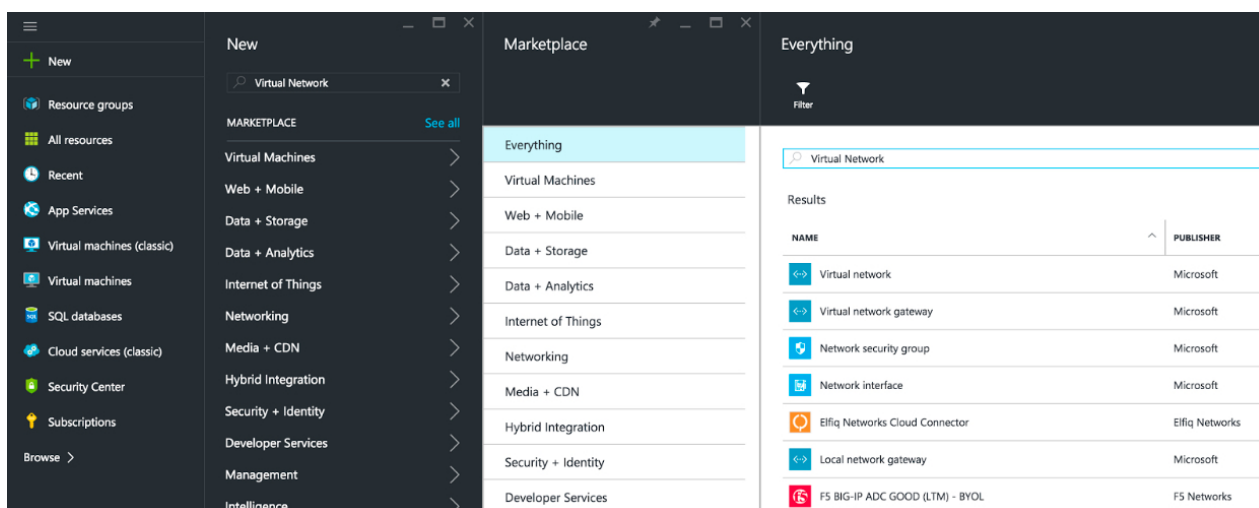 New
Resource groups
All resources
Recent
App Services
Virtual machines (classic)
Virtual machines
SQL databases
Cloud services (classic)
Security Center
Subscriptions
Browse >
New
Virtual Network
MARKETPLACE See all
Virtual Machines
Web + Mobile
Data + Storage
Data + Analytics
Internet of Things
Networking
Media + CDN
Hybrid Integration
Security + Identity
Developer Services
Management
Intelligence
Marketplace
Everything
Virtual Machines
Web + Mobile
Data + Storage
Data + Analytics
Internet of Things
Networking
Media + CDN
Hybrid Integration
Security + Identity
Developer Services
Everything
Filter
Virtual Network
Results
NAME PUBLISHER
Virtual network Microsoft
Virtual network gateway Microsoft
Network security group Microsoft
Network interface Microsoft
Elfiq Networks Cloud Connector Elfiq Networks
Local network gateway Microsoft
F5 BIG-IP ADC GOOD (LTM) - BYOL F5 Networks